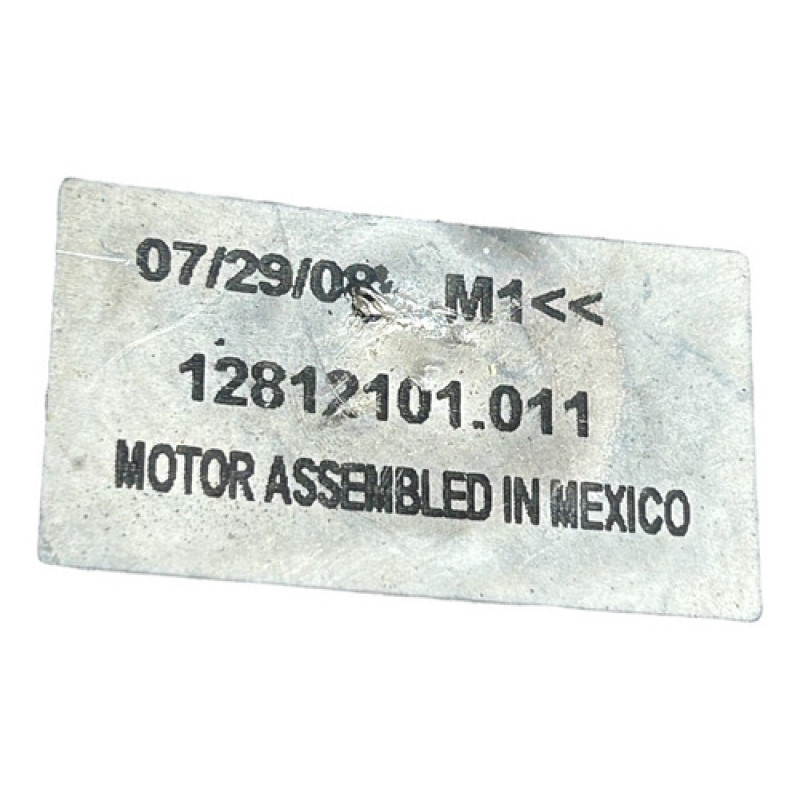 07/29/08 M1<<
12812101.011
MOTOR ASSEMBLED IN MEXICO